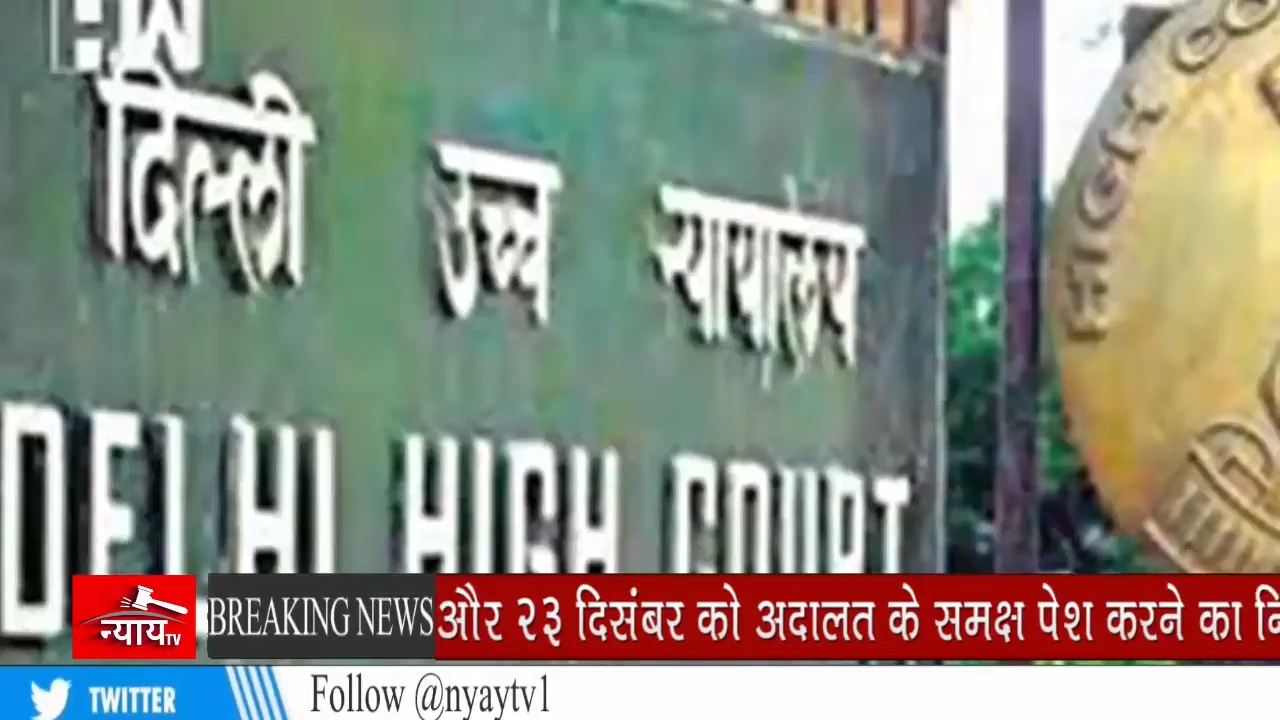 दिल्ली उच्च न्यायालय
DELHI HIGH COURT
न्याय TV
BREAKING NEWS
और २३ दिसंबर को अदालत के समक्ष पेश करने का
TWITTER
Follow @nyaytv1